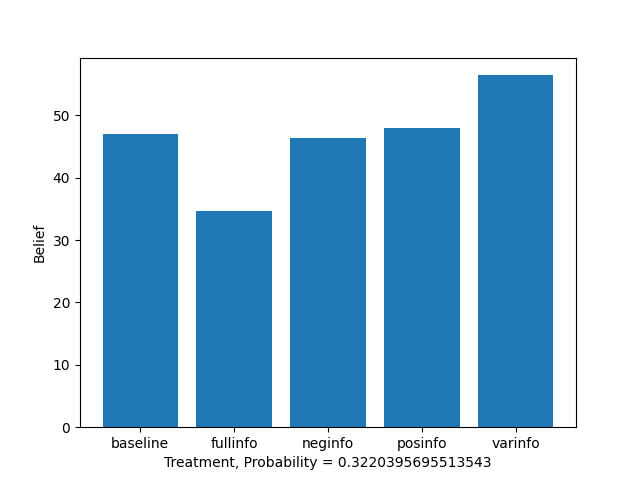 50
40
30
20
10
0
Belief
baseline fullinfo neginfo posinfo varinfo
Treatment, Probability = 0.3220395695513543